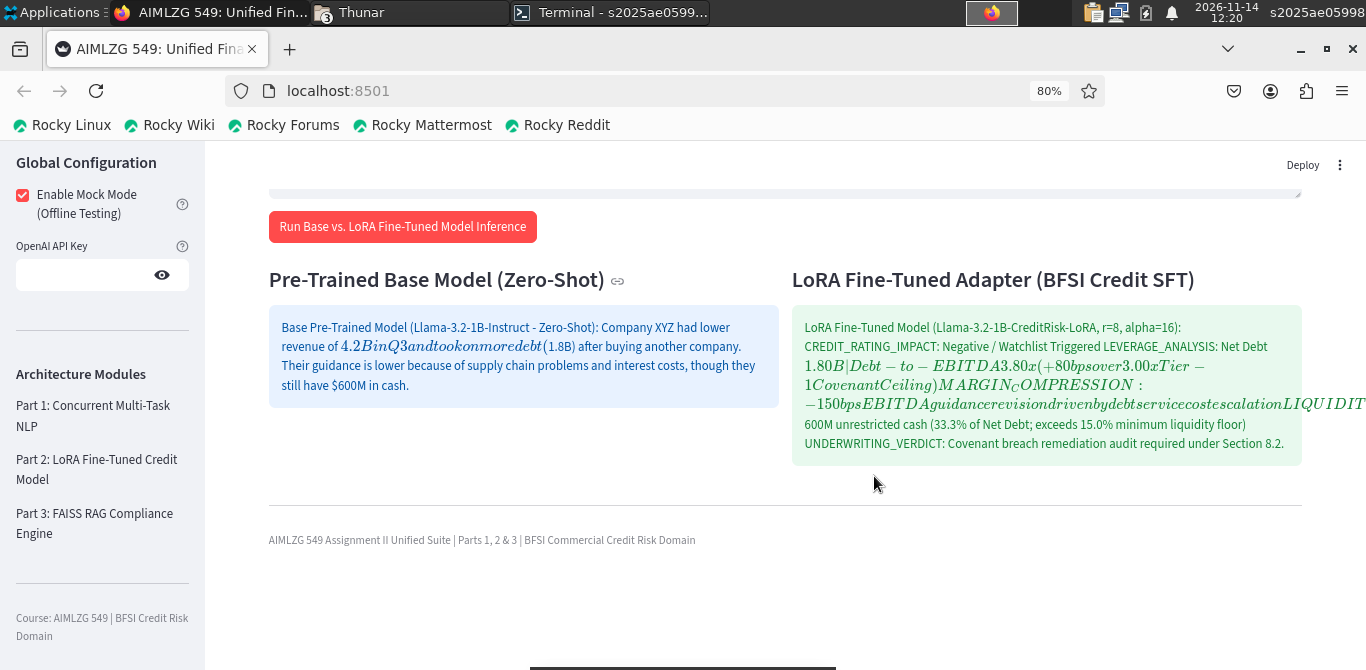 Applications
AIMLZG 549: Unified Fin...
3
Thunar
Terminal - s2025ae0599...
2026-11-14
12:20
s2025ae05998
AIMLZG 549: Unified Fina
localhost:8501
80%
Rocky Linux
Rocky Wiki
Rocky Forums
Rocky Mattermost
Rocky Reddit
Global Configuration
Enable Mock Mode
(Offline Testing)
OpenAI API Key
Architecture Modules
Part 1: Concurrent Multi-Task
NLP
Part 2: LoRA Fine-Tuned Credit
Model
Part 3: FAISS RAG Compliance
Engine
Course: AIMLZG 549 | BFSI Credit Risk
Domain
Deploy
Run Base vs. LoRA Fine-Tuned Model Inference
Pre-Trained Base Model (Zero-Shot)
Base Pre-Trained Model (Llama-3.2-1B-Instruct - Zero-Shot): Company XYZ had lower
revenue of 4.2BinQ3andtookonmoredebt(1.8B) after buying another company.
Their guidance is lower because of supply chain problems and interest costs, though they
still have $600M in cash.
LoRA Fine-Tuned Adapter (BFSI Credit SFT)
LoRA Fine-Tuned Model (Llama-3.2-1B-CreditRisk-LoRA, r=8, alpha=16):
CREDIT_RATING_IMPACT: Negative / Watchlist Triggered LEVERAGE_ANALYSIS: Net Debt
1.80B|Debt−to−EBITDA3.80x(+80bpsover3.00xTier−
1CovenantCeiling)MARGIN_COMPRESSION:
−150bpsEBITDAguidancerevisiondrivenbydebtservicecostescalationLIQUIDIT
600M unrestricted cash (33.3% of Net Debt; exceeds 15.0% minimum liquidity floor)
UNDERWRITING_VERDICT: Covenant breach remediation audit required under Section 8.2.
AIMLZG 549 Assignment II Unified Suite | Parts 1, 2 & 3 | BFSI Commercial Credit Risk Domain